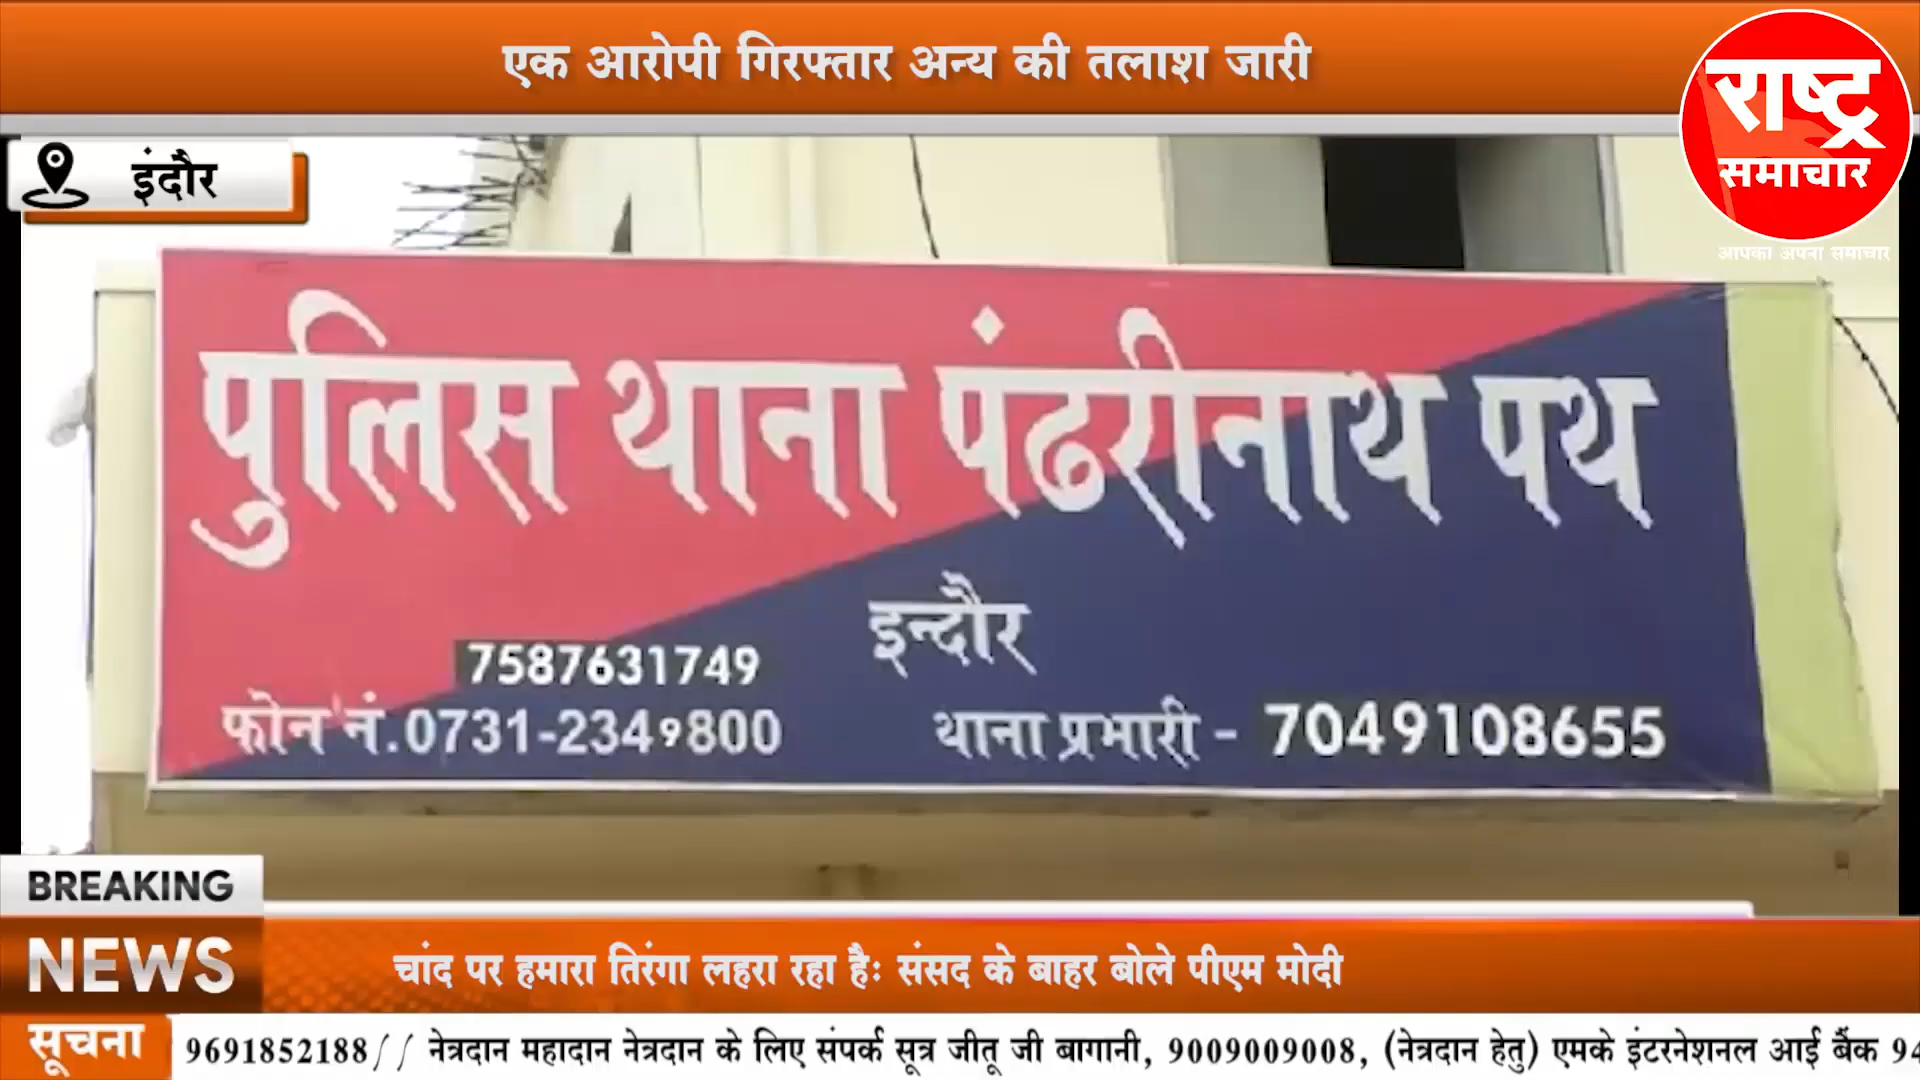 एक आरोपी गिरफ्तार अन्य की तलाश जारी
राष्ट्र
समाचार
आपका अपना समाचार
इंदौर
पुलिस थाना पंढरीनाथ पथ
इन्दौर
7587631749
फोन नं.0731-2349800
थाना प्रभारी - 7049108655
BREAKING
NEWS
चांद पर हमारा तिरंगा लहरा रहा है: संसद के बाहर बोले पीएम मोदी
सूचना
9691852188// नेत्रदान महादान नेत्रदान के लिए संपर्क सूत्र जीतू जी बागानी, 9009009008, (नेत्रदान हेतु) एमके इंटरनेशनल आई बैंक 94